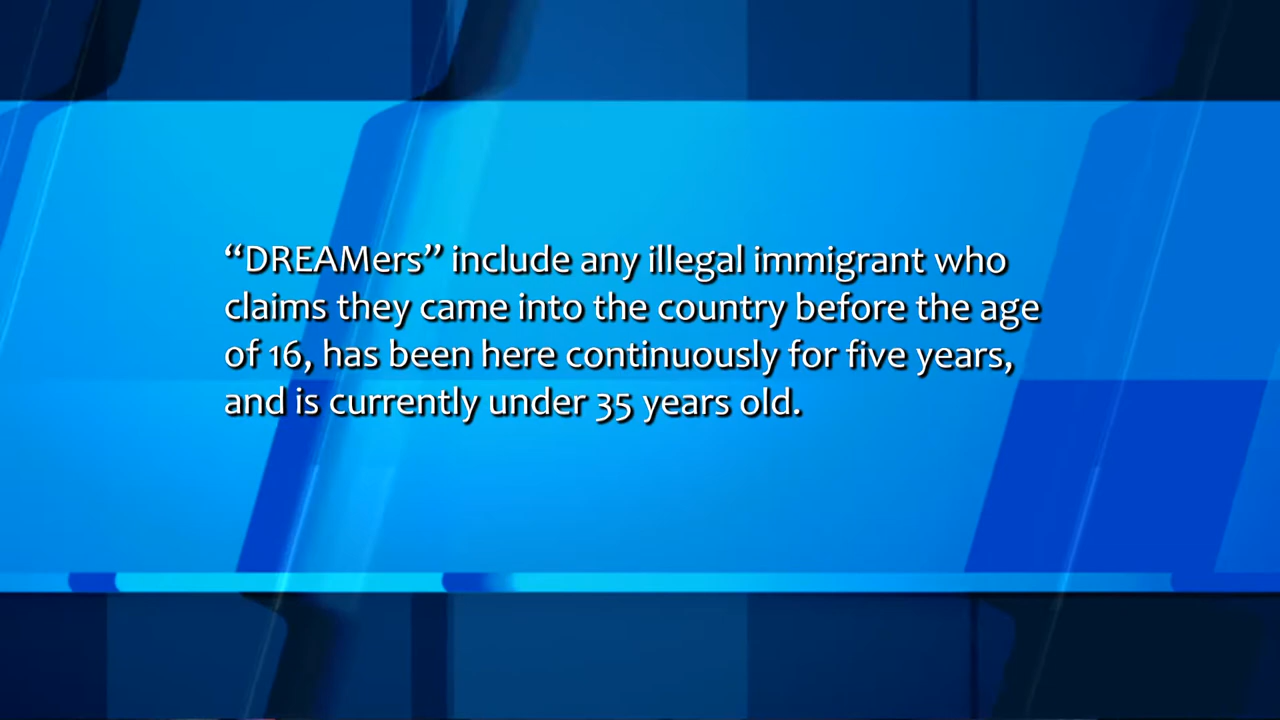 “DREAMers” include any illegal immigrant who
claims they came into the country before the age
of 16, has been here continuously for five years,
and is currently under 35 years old.